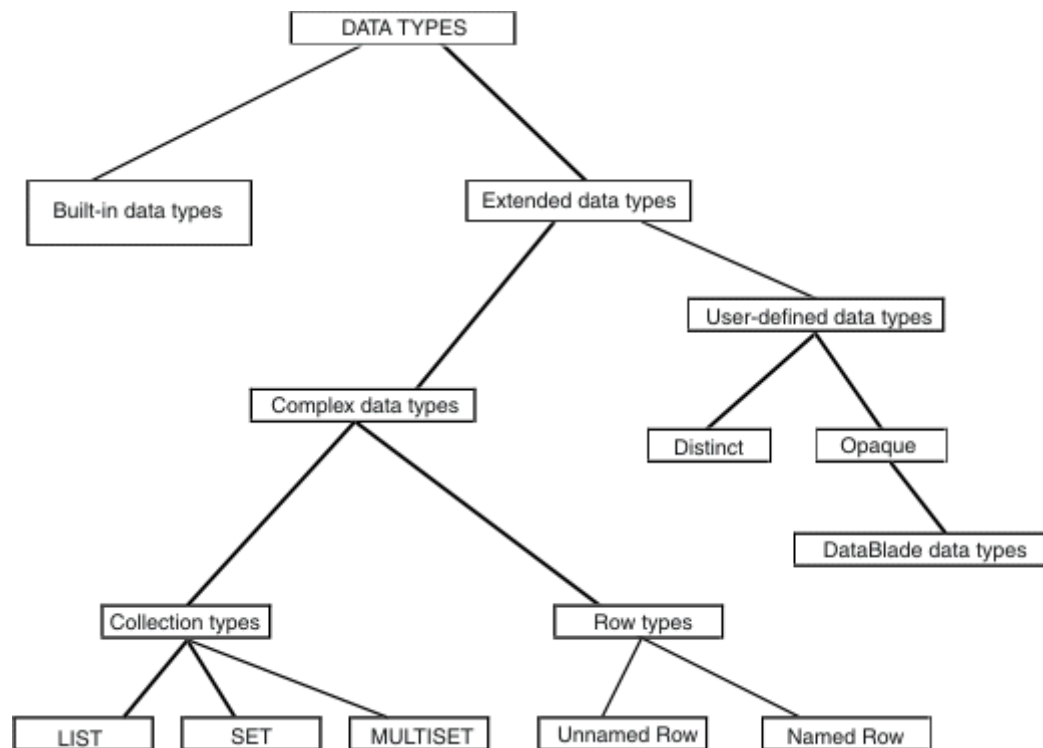 DATA TYPES
Built-in data types
Extended data types
User-defined data types
Complex data types
Distinct
Opaque
DataBlade data types
Collection types
Row types
LIST
SET
MULTISET
Unnamed Row
Named Row